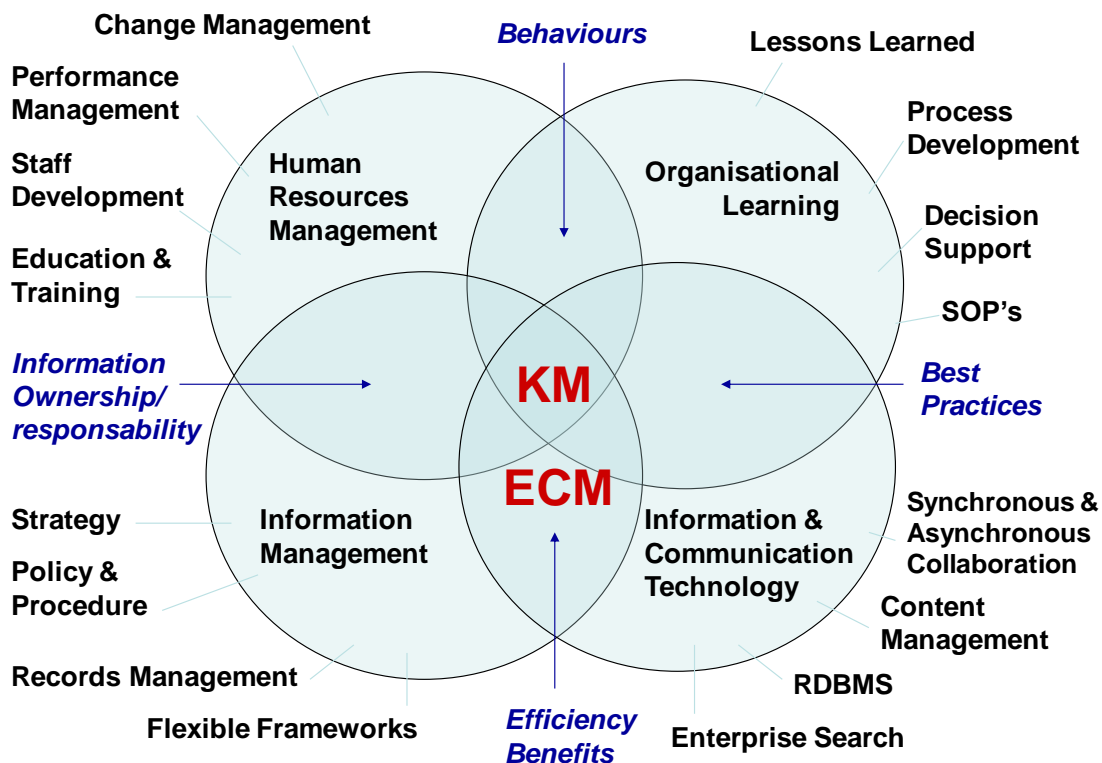 Change Management
Behaviours
Lessons Learned
Performance
Management
Process
Development
Staff
Development
Human
Resources
Management
Organisational
Learning
Decision
Support
Education &
Training
SOP's
Information
Ownership/
responsability
KM
Best
Practices
ECM
Strategy
Information
Management
Information &
Communication
Technology
Synchronous &
Asynchronous
Collaboration
Policy &
Procedure
Content
Management
Records Management
RDBMS
Flexible Frameworks
Efficiency
Benefits
Enterprise Search